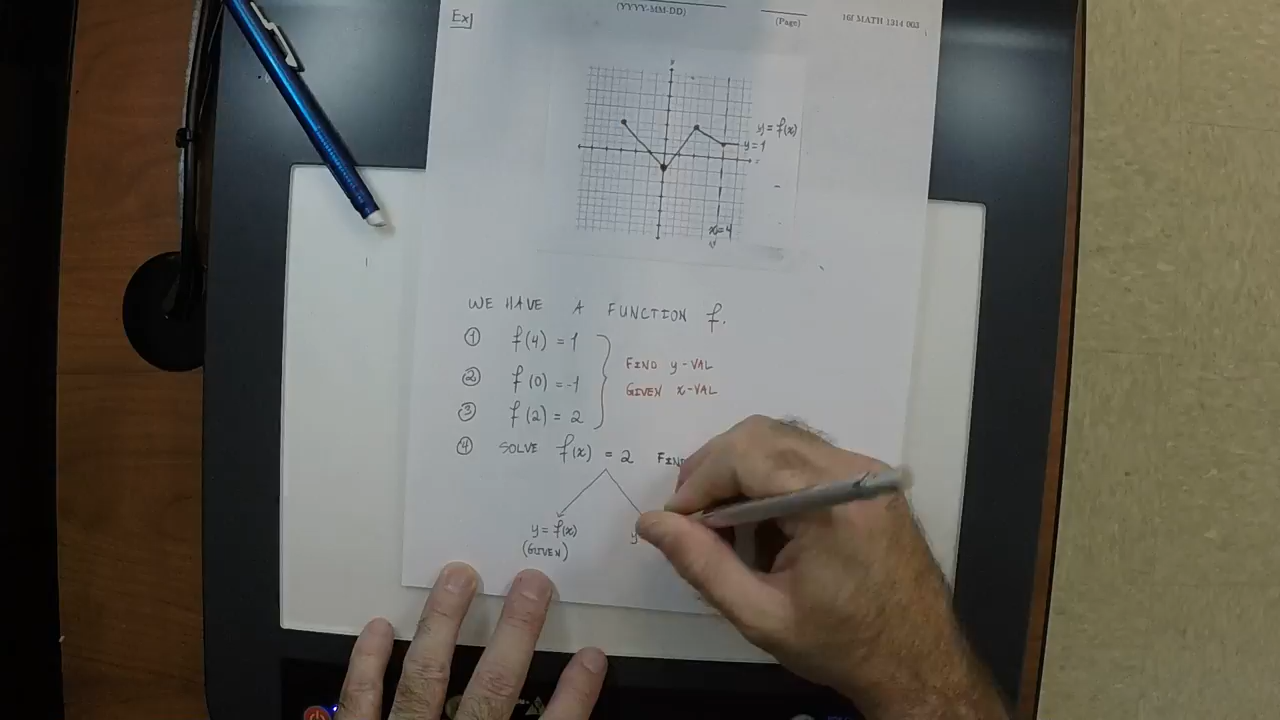 Ex
(YYYY-MM-DD)
(Page)
16f MATH 1314 003
y
y = f(x)
y = 1
x = 4
WE HAVE A FUNCTION f.
① f(4) = 1
② f(0) = -1
③ f(2) = 2
FIND y-VAL
GIVEN x-VAL
④ SOLVE f(x) = 2 FIND
y = f(x)
(GIVEN)
y